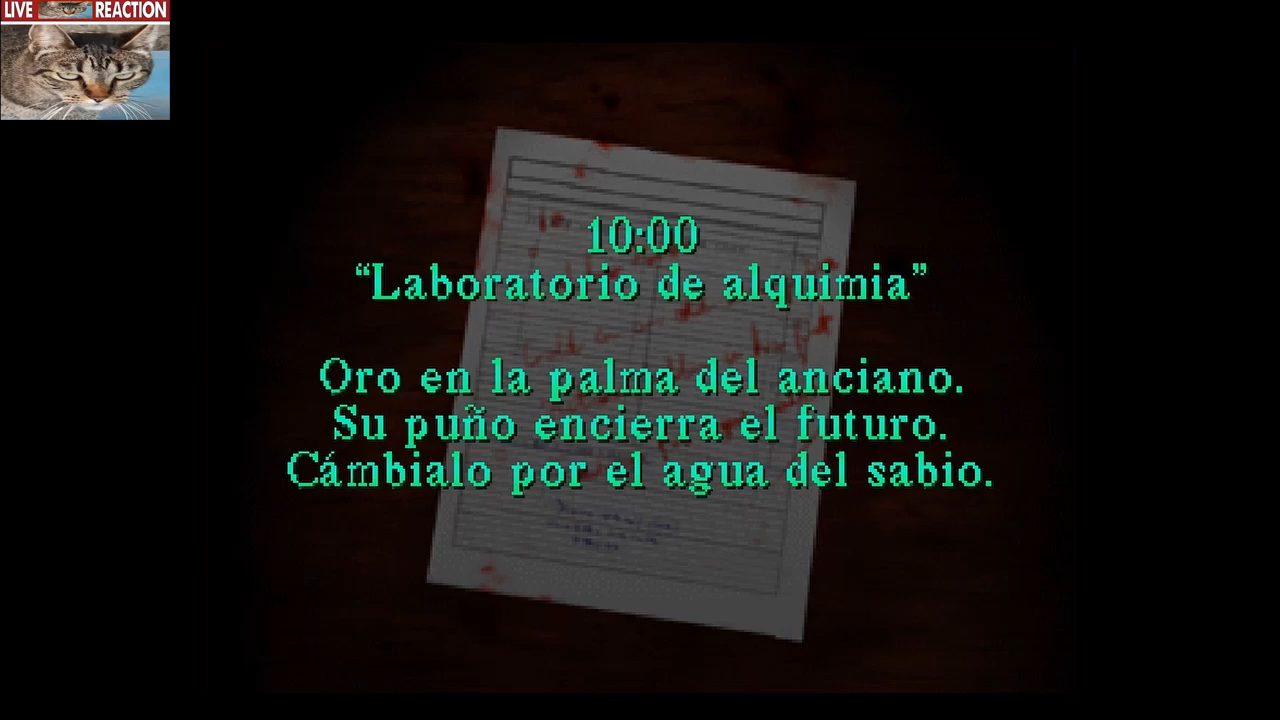 LIVE REACTION
10:00
“Laboratorio de alquimia”
Oro en la palma del anciano.
Su puño encierra el futuro.
Cámbialo por el agua del sabio.